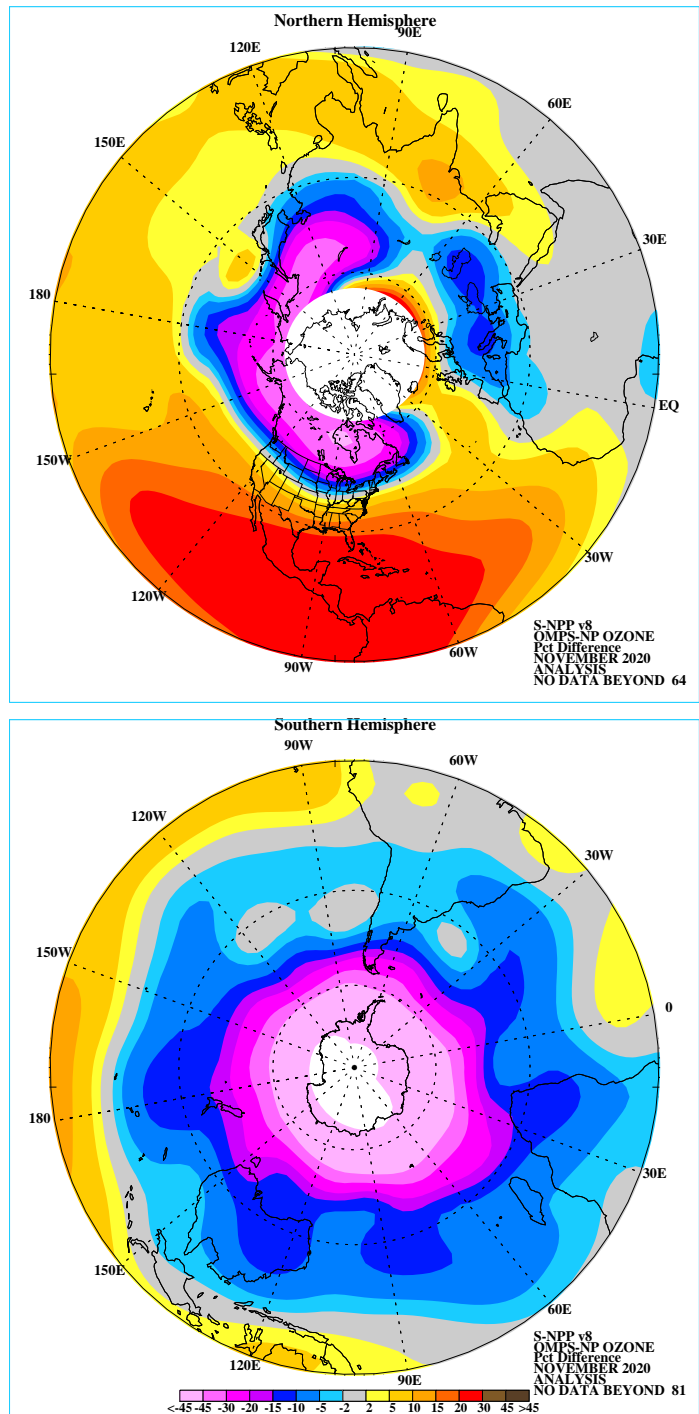 Northern Hemisphere
90E
120E
60E
150E
30E
180
EQ
150W
30W
120W
60W
90W
S-NPP v8
OMPS-NP OZONE
Pct Difference
NOVEMBER 2020
ANALYSIS
NO DATA BEYOND 64
Southern Hemisphere
90W
60W
120W
30W
150W
0
180
30E
150E
60E
120E
90E
S-NPP v8
OMPS-NP OZONE
Pct Difference
NOVEMBER 2020
ANALYSIS
NO DATA BEYOND 81
<-45 -45 -30 -20 -15 -10 -5 -2 2 5 10 15 20 30 45 >45